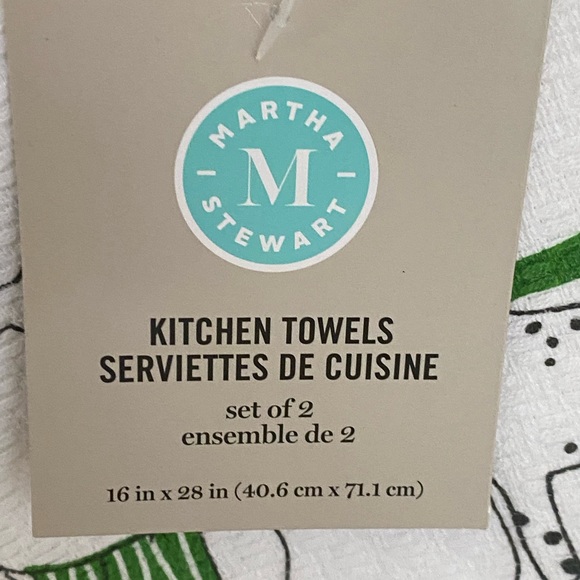 MARTHA
M
STEWART
KITCHEN TOWELS
SERVIETTES DE CUISINE
set of 2
ensemble de 2
16 in x 28 in (40.6 cm x 71.1 cm)